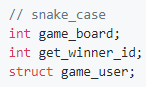 // snake_case
int game_board;
int get_winner_id;
struct game_user;